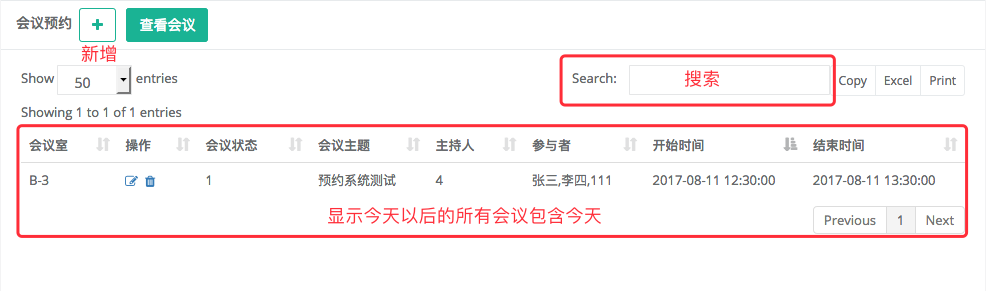 会议预约 + 查看会议
新增
Show 50 entries Search: 搜索 Copy Excel Print
Showing 1 to 1 of 1 entries
会议室 操作 会议状态 会议主题 主持人 参与者 开始时间 结束时间
B-3 1 预约系统测试 4 张三,李四,111 2017-08-11 12:30:00 2017-08-11 13:30:00
显示今天以后的所有会议包含今天
Previous 1 Next